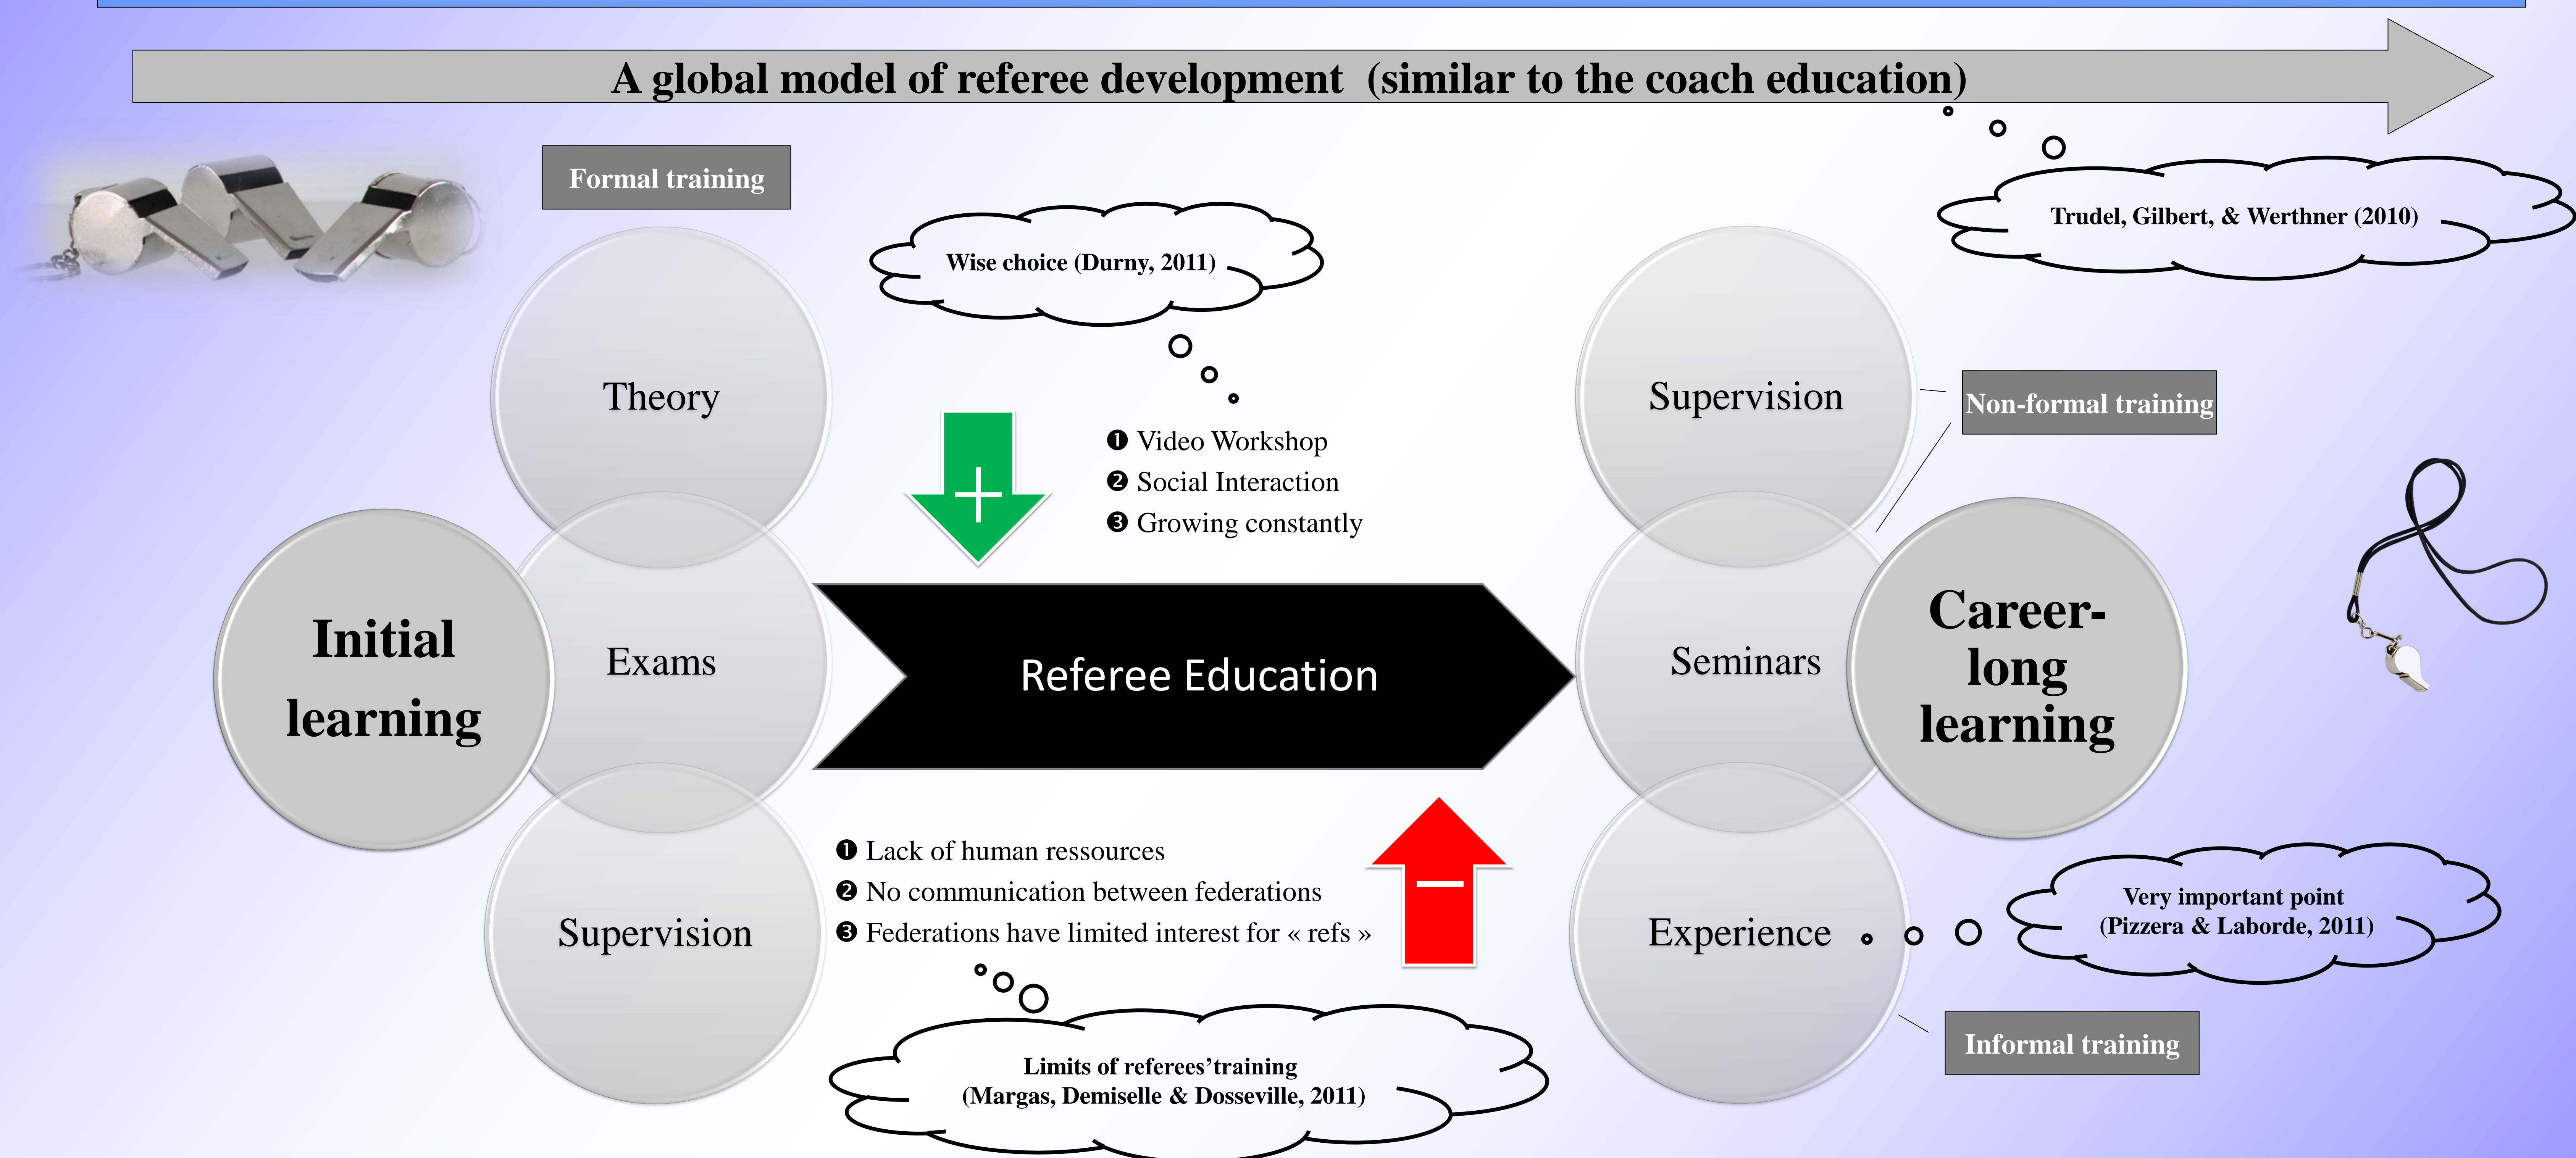 A global model of referee development (similar to the coach education)
Formal training
Trudel, Gilbert, & Werthner (2010)
Wise choice (Durny, 2011)
Theory
Supervision
Non-formal training
❶ Video Workshop
❷ Social Interaction
❸ Growing constantly
+
Initial
learning
Exams
Referee Education
Seminars
Career-
long
learning
Supervision
❶ Lack of human ressources
❷ No communication between federations
❸ Federations have limited interest for « refs »
−
Experience
Very important point
(Pizzera & Laborde, 2011)
Informal training
Limits of referees'training
(Margas, Demiselle & Dosseville, 2011)